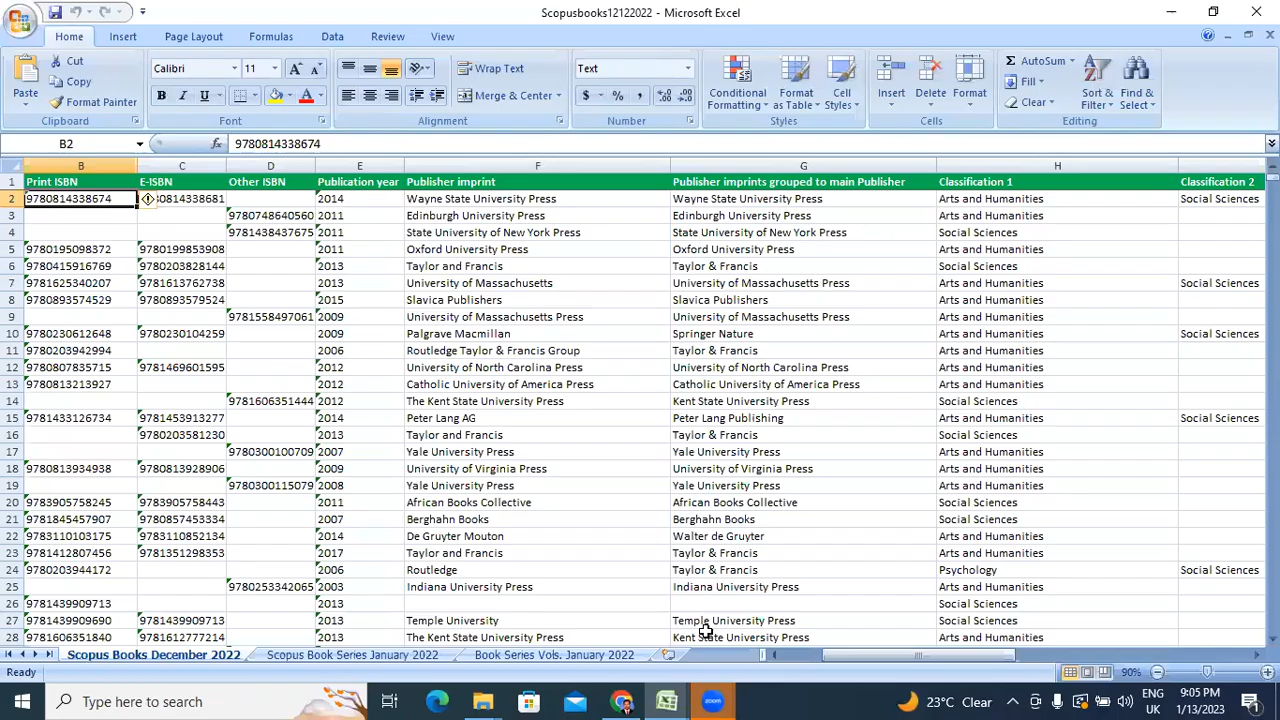 Scopusbooks12122022 - Microsoft Excel
Home Insert Page Layout Formulas Data Review View
Paste
Cut
Copy
Format Painter
Clipboard
Calibri 11
B I U A
Font
Wrap Text
Merge & Center
Alignment
Text
$ % ,
Number
Conditional Formatting
Format as Table
Cell Styles
Styles
Insert Delete Format
Cells
Σ AutoSum
Fill
Clear
Sort & Filter
Find & Select
Editing
B2 fx 9780814338674
B C D E F G H
1 Print ISBN E-ISBN Other ISBN Publication year Publisher imprint Publisher imprints grouped to main Publisher Classification 1 Classification 2
2 9780814338674 80814338681 2014 Wayne State University Press Wayne State University Press Arts and Humanities Social Sciences
3 9780748640560 2011 Edinburgh University Press Edinburgh University Press Arts and Humanities
4 9781438437675 2011 State University of New York Press State University of New York Press Social Sciences
5 9780195098372 9780199853908 2011 Oxford University Press Oxford University Press Arts and Humanities
6 9780415916769 9780203828144 2013 Taylor and Francis Taylor & Francis Social Sciences
7 9781625340207 9781613762738 2013 University of Massachusetts University of Massachusetts Press Arts and Humanities Social Sciences
8 9780893574529 9780893579524 2015 Slavica Publishers Slavica Publishers Arts and Humanities
9 9781558497061 2009 University of Massachusetts Press University of Massachusetts Press Arts and Humanities
10 9780230612648 9780230104259 2009 Palgrave Macmillan Springer Nature Arts and Humanities Social Sciences
11 9780203942994 2006 Routledge Taylor & Francis Group Taylor & Francis Arts and Humanities
12 9780807835715 9781469601595 2012 University of North Carolina Press University of North Carolina Press Arts and Humanities
13 9780813213927 2012 Catholic University of America Press Catholic University of America Press Arts and Humanities
14 9781606351444 2012 The Kent State University Press Kent State University Press Social Sciences
15 9781433126734 9781453913277 2014 Peter Lang AG Peter Lang Publishing Arts and Humanities Social Sciences
16 9780203581230 2013 Taylor and Francis Taylor & Francis Social Sciences
17 9780300100709 2007 Yale University Press Yale University Press Arts and Humanities
18 9780813934938 9780813928906 2009 University of Virginia Press University of Virginia Press Arts and Humanities
19 9780300115079 2008 Yale University Press Yale University Press Arts and Humanities
20 9783905758245 9783905758443 2011 African Books Collective African Books Collective Social Sciences
21 9781845457907 9780857453334 2007 Berghahn Books Berghahn Books Social Sciences
22 9783110103175 9783110852134 2014 De Gruyter Mouton Walter de Gruyter Arts and Humanities
23 9781412807456 9781351298353 2017 Taylor and Francis Taylor & Francis Arts and Humanities
24 9780203944172 2006 Routledge Taylor & Francis Psychology Social Sciences
25 9780253342065 2003 Indiana University Press Indiana University Press Arts and Humanities
26 9781439909713 2013 Social Sciences
27 9781439909690 9781439909713 2013 Temple University Temple University Press Social Sciences
28 9781606351840 9781612777214 2013 The Kent State University Press Kent State University Press Arts and Humanities
Scopus Books December 2022 Scopus Book Series January 2022 Book Series Vols. January 2022
Ready 90%
Type here to search zoom 23°C Clear ENG UK 9:05 PM 1/13/2023